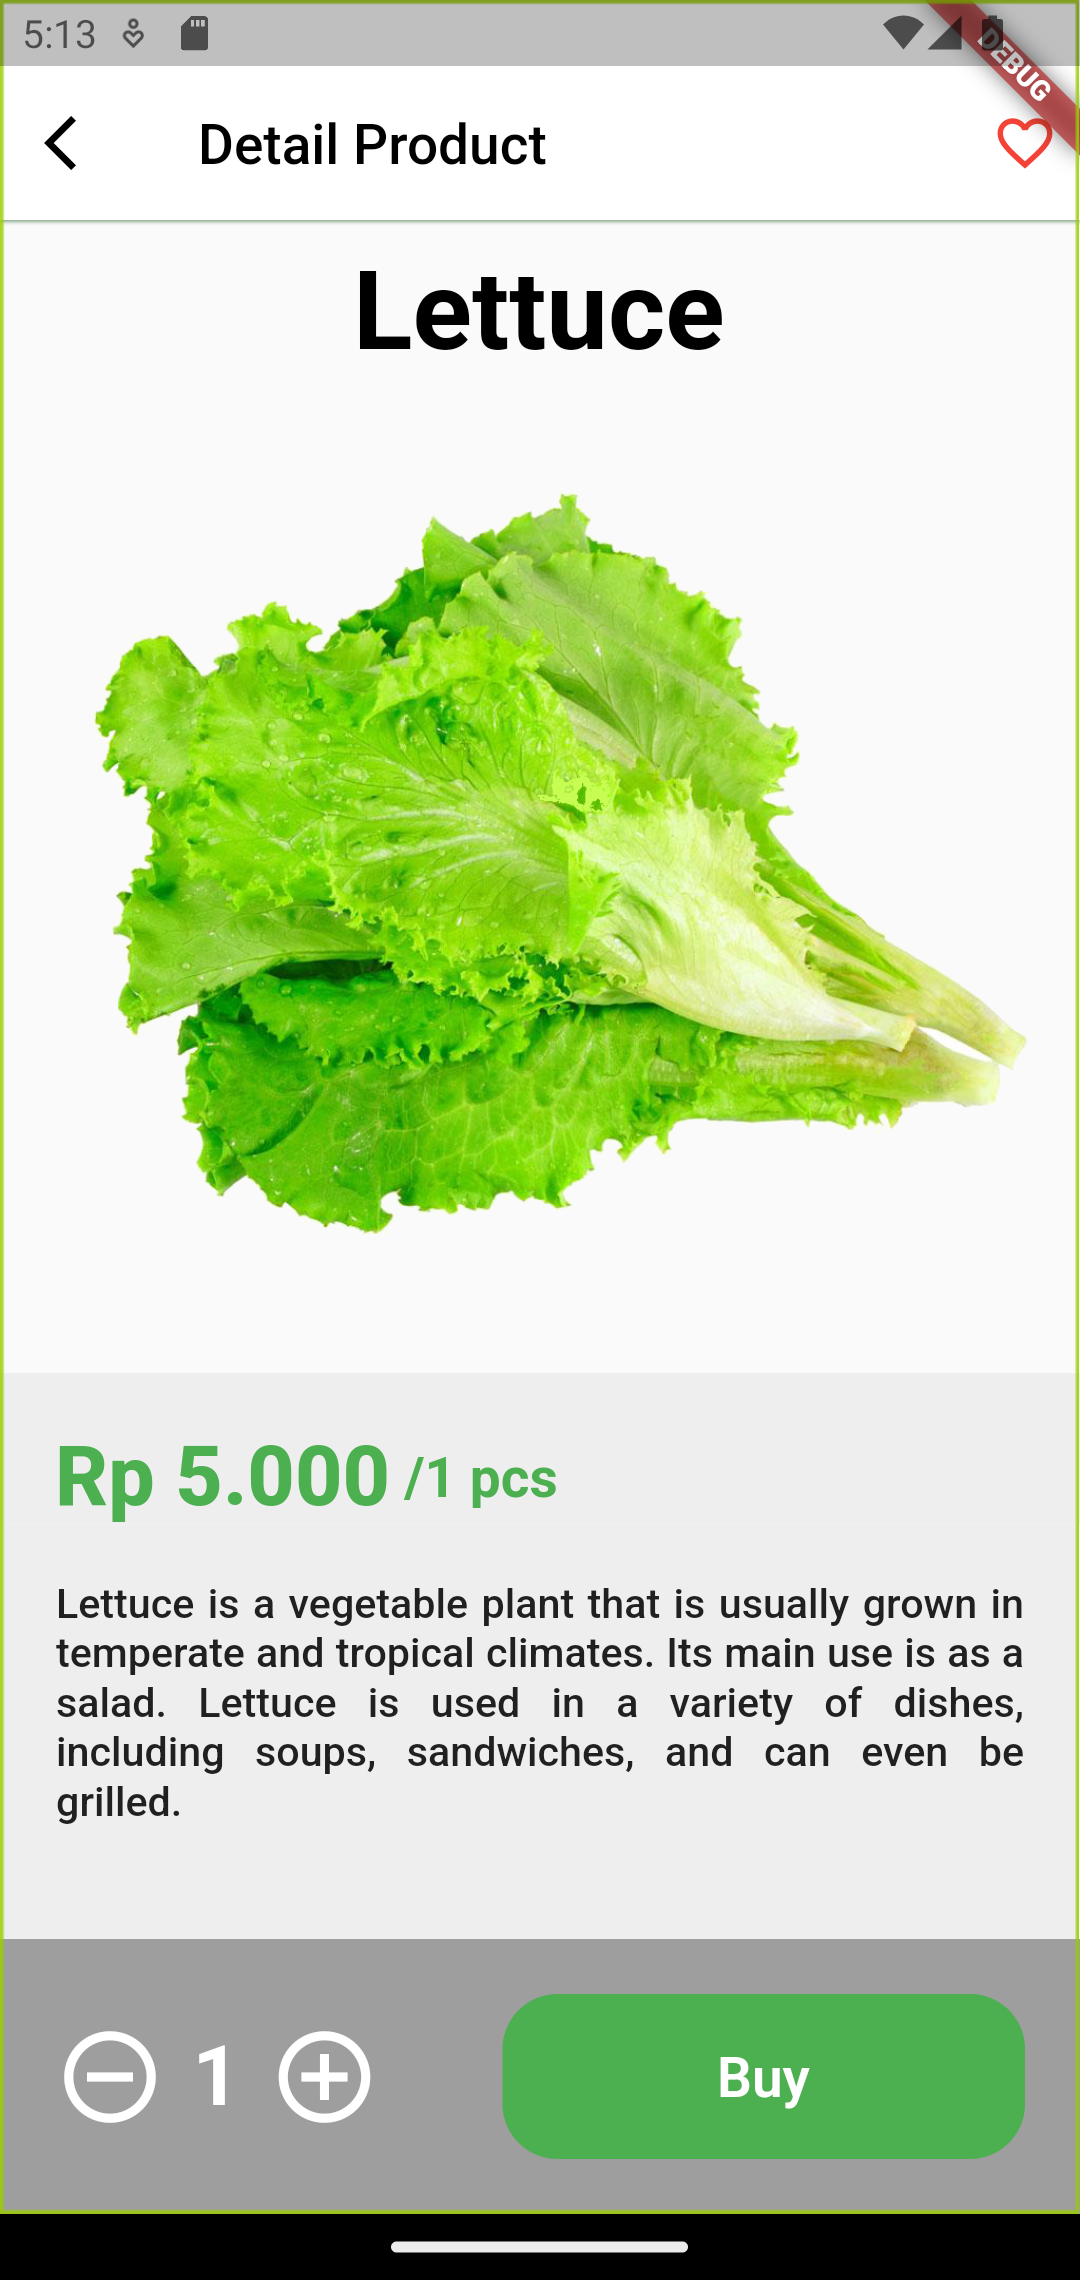 5:13
DEBUG
Detail Product
Lettuce
Rp 5.000 /1 pcs
Lettuce is a vegetable plant that is usually grown in
temperate and tropical climates. Its main use is as a
salad. Lettuce is used in a variety of dishes,
including soups, sandwiches, and can even be
grilled.
1
Buy